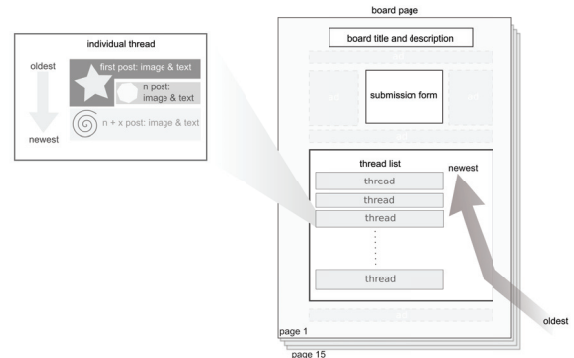 board page
board title and description
submission form
thread list
newest
thread
thread
thread
thread
oldest
page 1
page 15
individual thread
oldest
first post: image & text
n post:
image & text
n + x post: image & text
newest